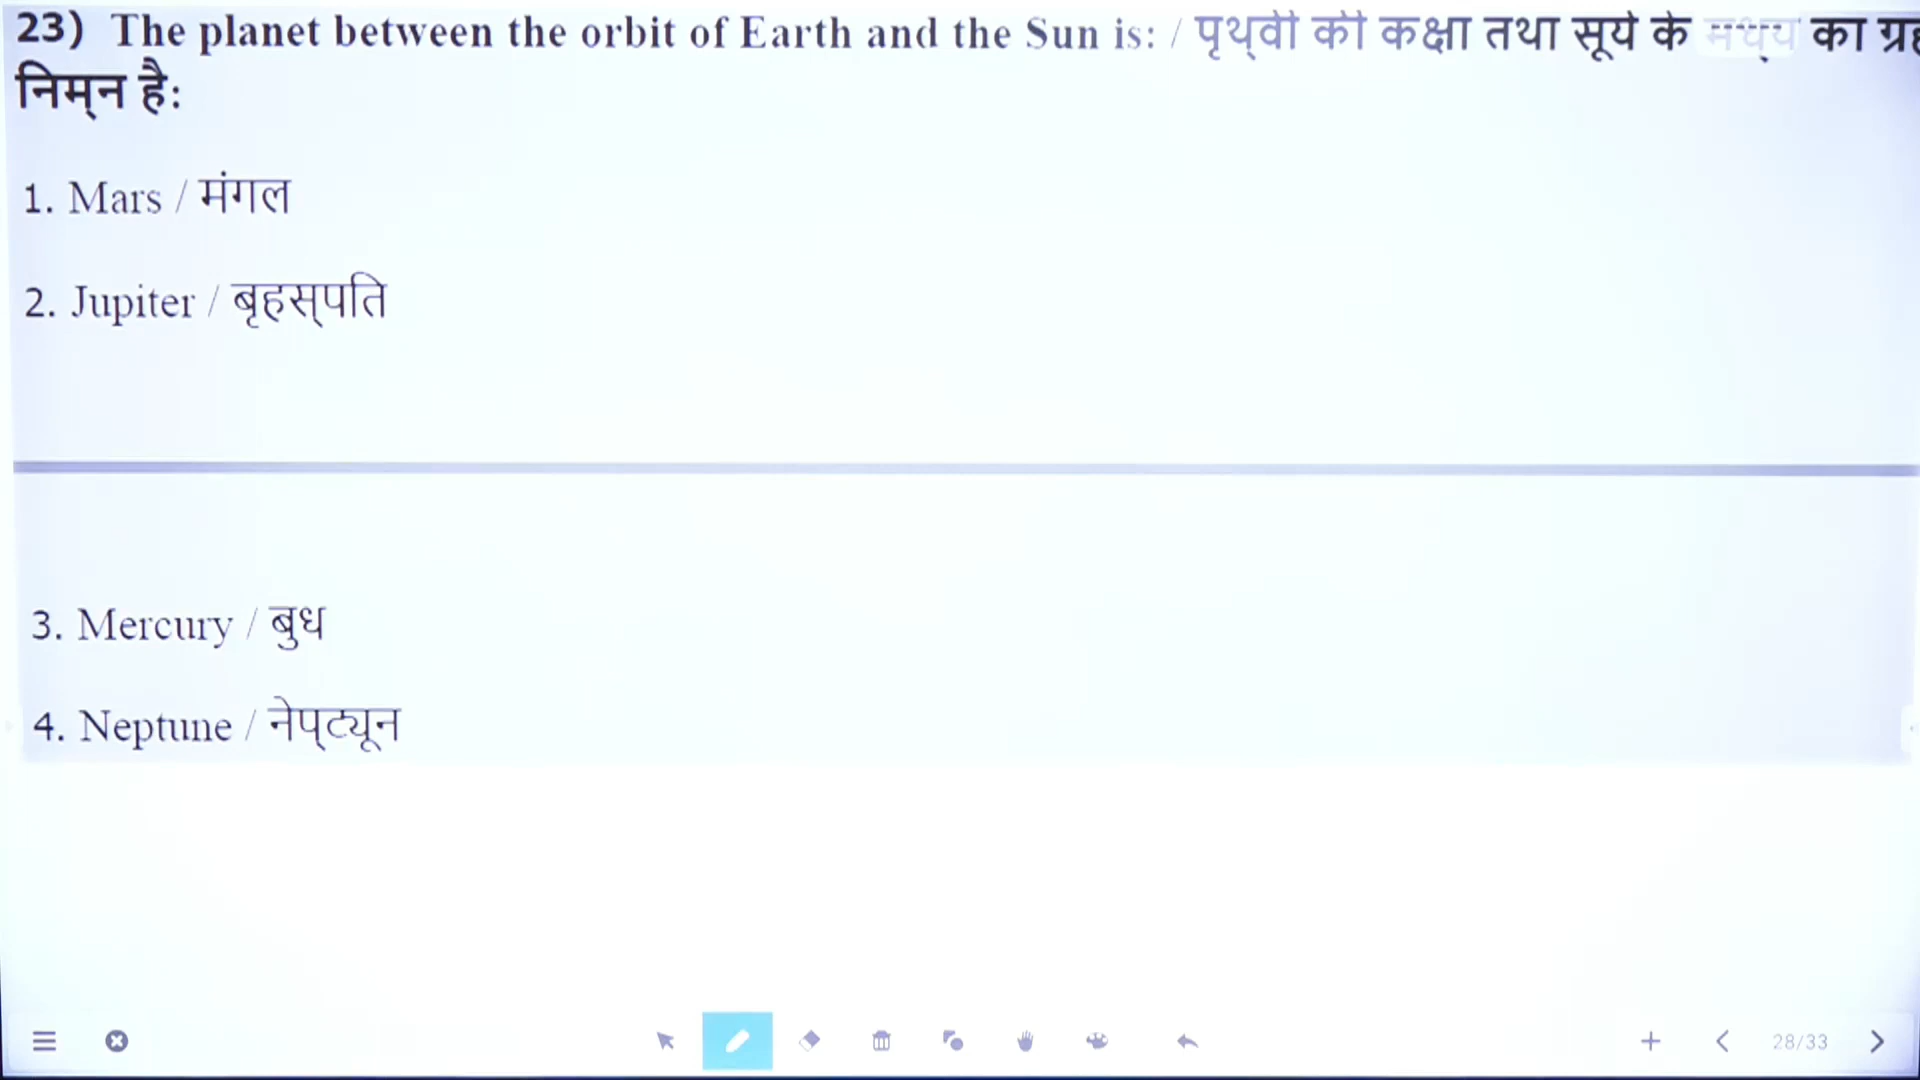 23) The planet between the orbit of Earth and the Sun is: / पृथ्वी की कक्षा तथा सूर्य के मध्य का
निम्न है:
1. Mars / मंगल
2. Jupiter / बृहस्पति
3. Mercury / बुध
4. Neptune / नेप्ट्यून
28/33